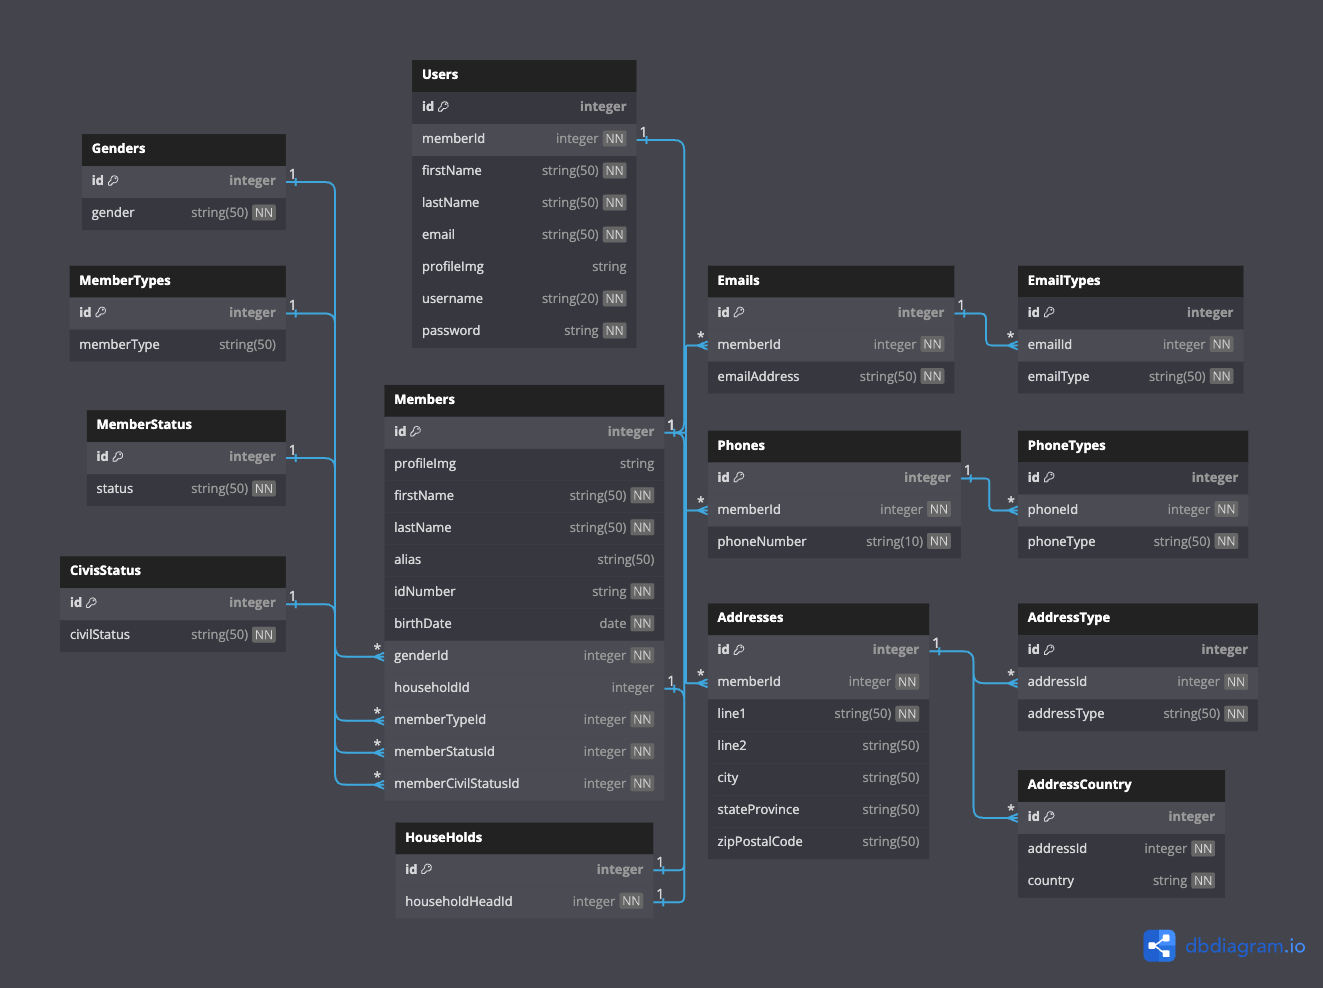 Users
id integer
memberId integer NN
firstName string(50) NN
lastName string(50) NN
email string(50) NN
profileImg string
username string(20) NN
password string NN
Genders
id integer
gender string(50) NN
MemberTypes
id integer
memberType string(50)
MemberStatus
id integer
status string(50) NN
CivisStatus
id integer
civilStatus string(50) NN
Members
id integer
profileImg string
firstName string(50) NN
lastName string(50) NN
alias string(50)
idNumber string NN
birthDate date NN
genderId integer NN
householdId integer
memberTypeId integer NN
memberStatusId integer NN
memberCivilStatusId integer NN
HouseHolds
id integer
householdHeadId integer NN
Emails
id integer
memberId integer NN
emailAddress string(50) NN
EmailTypes
id integer
emailId integer NN
emailType string(50) NN
Phones
id integer
memberId integer NN
phoneNumber string(10) NN
PhoneTypes
id integer
phoneId integer NN
phoneType string(50) NN
Addresses
id integer
memberId integer NN
line1 string(50) NN
line2 string(50)
city string(50)
stateProvince string(50)
zipPostalCode string(50)
AddressType
id integer
addressId integer NN
addressType string(50) NN
AddressCountry
id integer
addressId integer NN
country string NN
1
1
1
1
1
1
1
1
1
1
1
1
*
*
*
*
*
*
*
*
*
*
*
dbdiagram.io